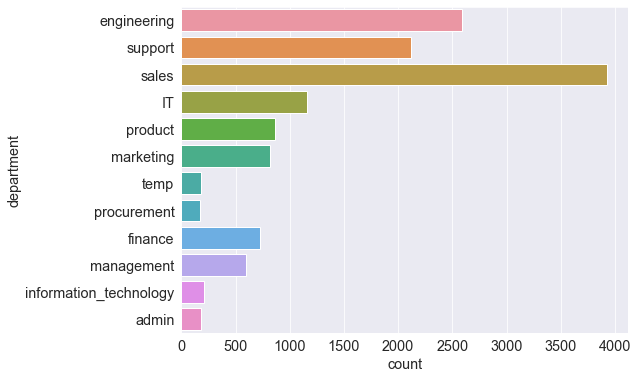 department
engineering
support
sales
IT
product
marketing
temp
procurement
finance
management
information_technology
admin
0 500 1000 1500 2000 2500 3000 3500 4000
count